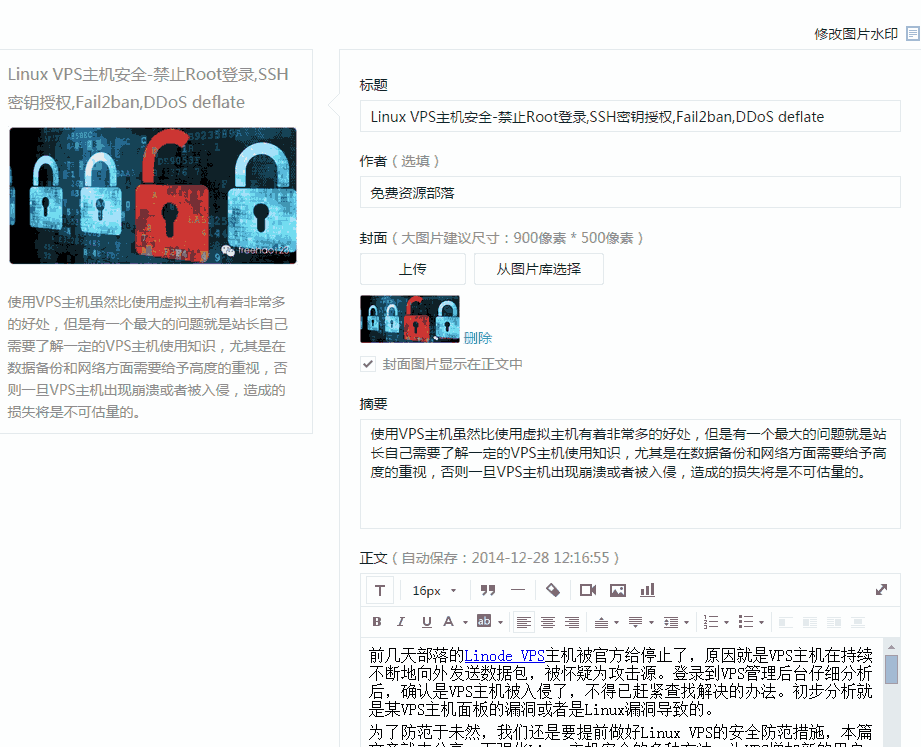 修改图片水印
Linux VPS主机安全-禁止Root登录,SSH
密钥授权,Fail2ban,DDoS deflate
freehao123
使用VPS主机虽然比使用虚拟主机有着非常多
的好处，但是有一个最大的问题就是站长自己
需要了解一定的VPS主机使用知识，尤其是在
数据备份和网络方面需要给予高度的重视，否
则一旦VPS主机出现崩溃或者被入侵，造成的
损失将是不可估量的。
标题
Linux VPS主机安全-禁止Root登录,SSH密钥授权,Fail2ban,DDoS deflate
作者（选填）
免费资源部落
封面（大图片建议尺寸：900像素 * 500像素）
上传 从图片库选择
删除
封面图片显示在正文中
摘要
使用VPS主机虽然比使用虚拟主机有着非常多的好处，但是有一个最大的问题就是站
长自己需要了解一定的VPS主机使用知识，尤其是在数据备份和网络方面需要给予高
度的重视，否则一旦VPS主机出现崩溃或者被入侵，造成的损失将是不可估量的。
正文（自动保存：2014-12-28 12:16:55）
T 16px
B I U A ab
前几天部落的Linode VPS主机被官方给停止了，原因就是VPS主机在持续
不断地向外发送数据包，被怀疑为攻击源。登录到VPS管理后台仔细分析
后，确认是VPS主机被入侵了，不得已赶紧查找解决的办法。初步分析就
是某VPS主机面板的漏洞或者是Linux漏洞导致的。
为了防范于未然，我们还是要提前做好Linux VPS的安全防范措施，本篇